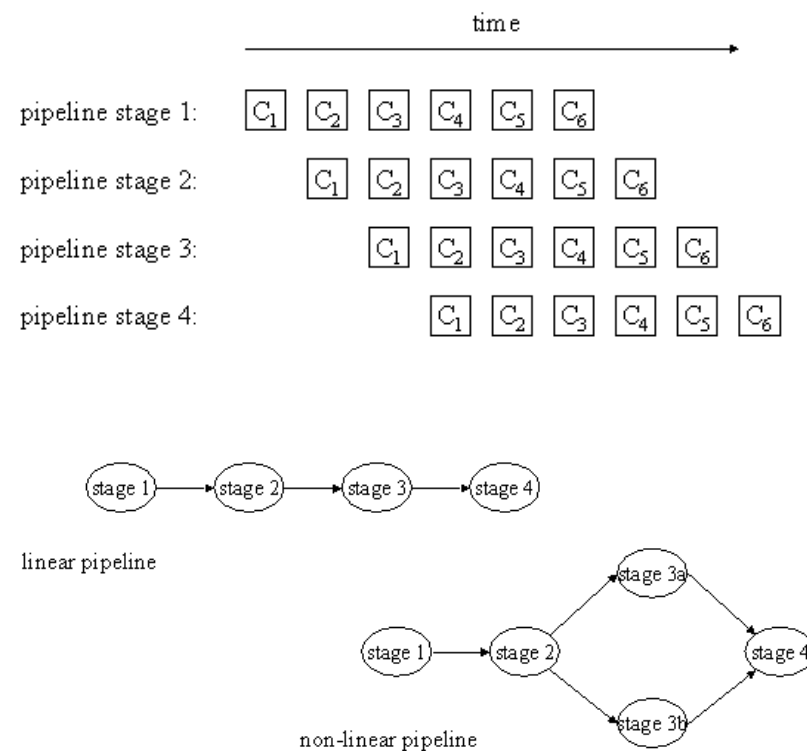 time
pipeline stage 1: C1 C2 C3 C4 C5 C6
pipeline stage 2: C1 C2 C3 C4 C5 C6
pipeline stage 3: C1 C2 C3 C4 C5 C6
pipeline stage 4: C1 C2 C3 C4 C5 C6
stage 1 stage 2 stage 3 stage 4
linear pipeline
stage 3a
stage 1 stage 2 stage 4
stage 3b
non-linear pipeline